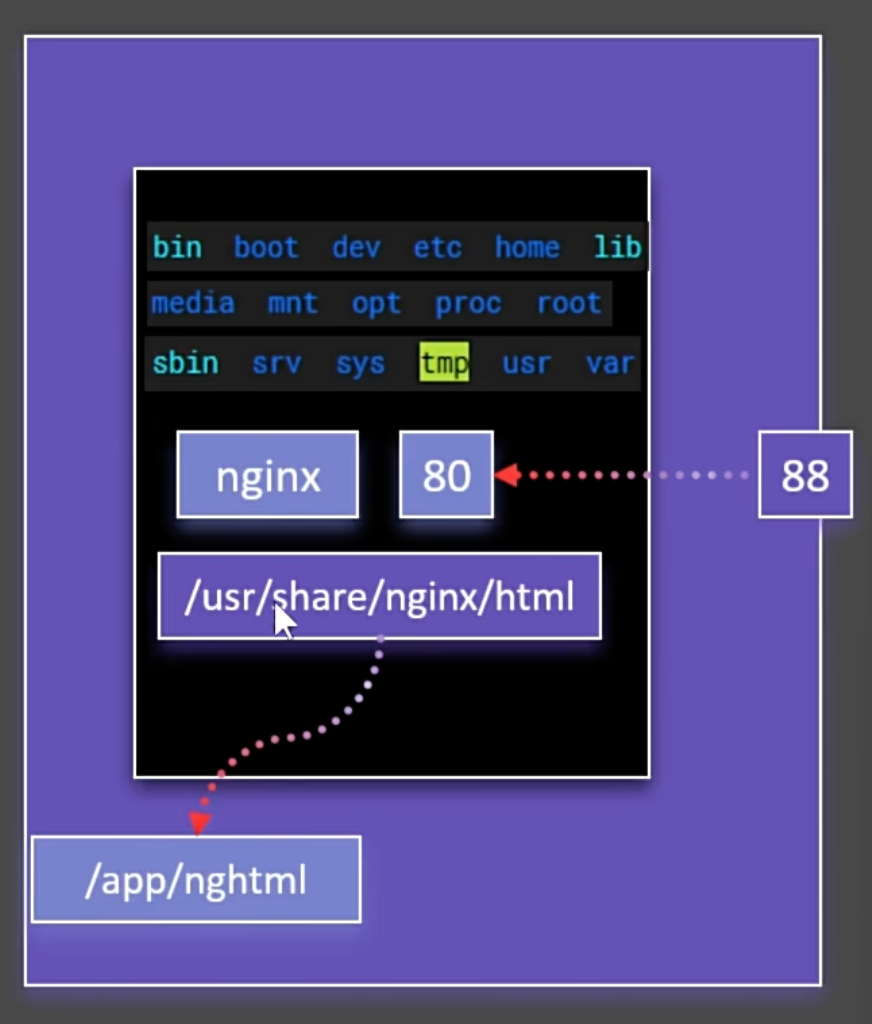 bin boot dev etc home lib
media mnt opt proc root
sbin srv sys tmp usr var
nginx 80 88
/usr/share/nginx/html
/app/nghtml